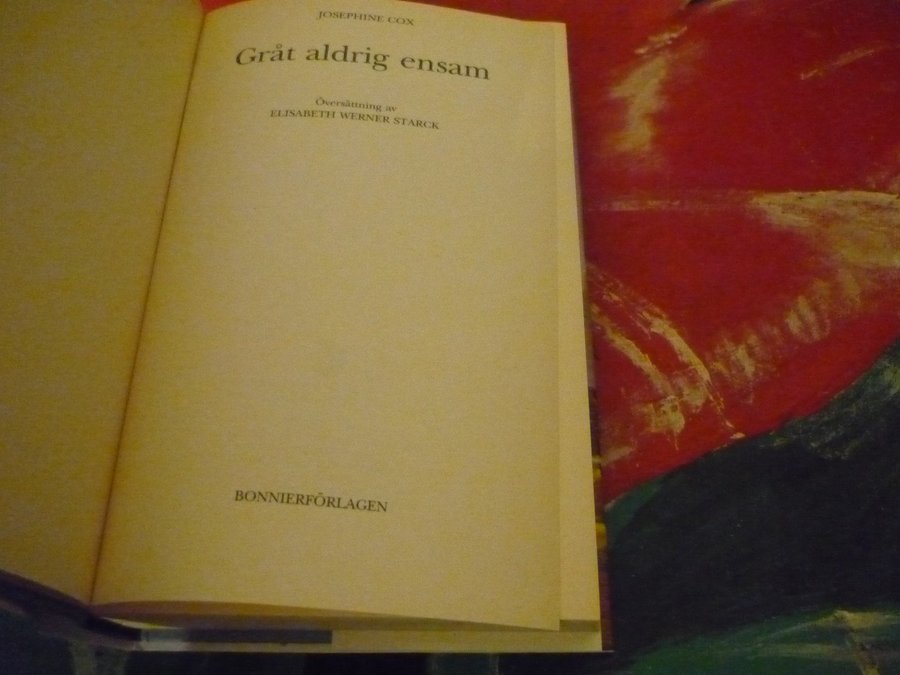 JOSEPHINE COX
Gråt aldrig ensam
Översättning av
ELISABETH WERNER STARCK
BONNIERFÖRLAGEN